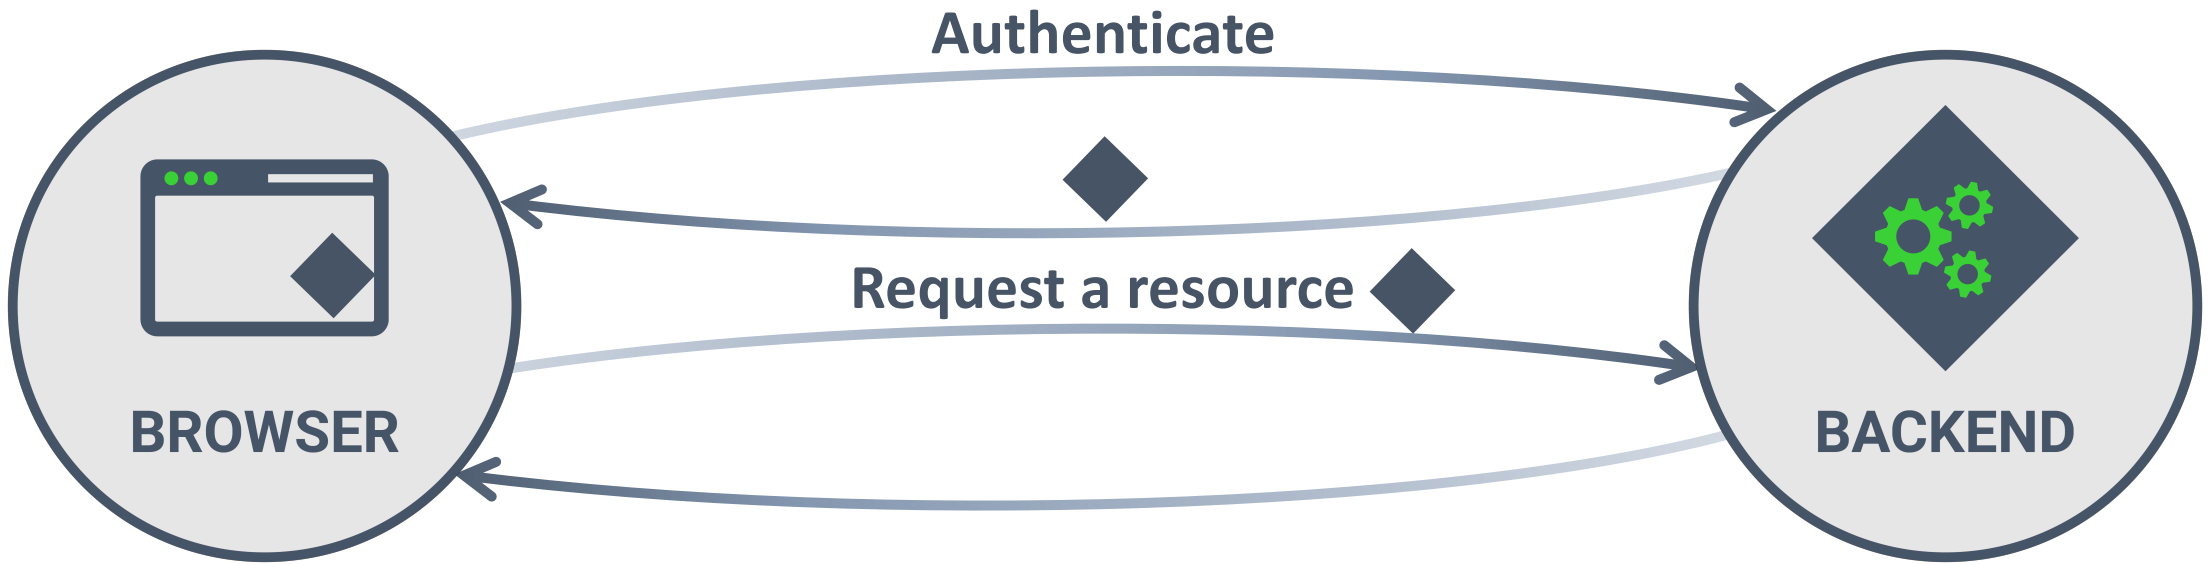 Authenticate
Request a resource
BROWSER
BACKEND